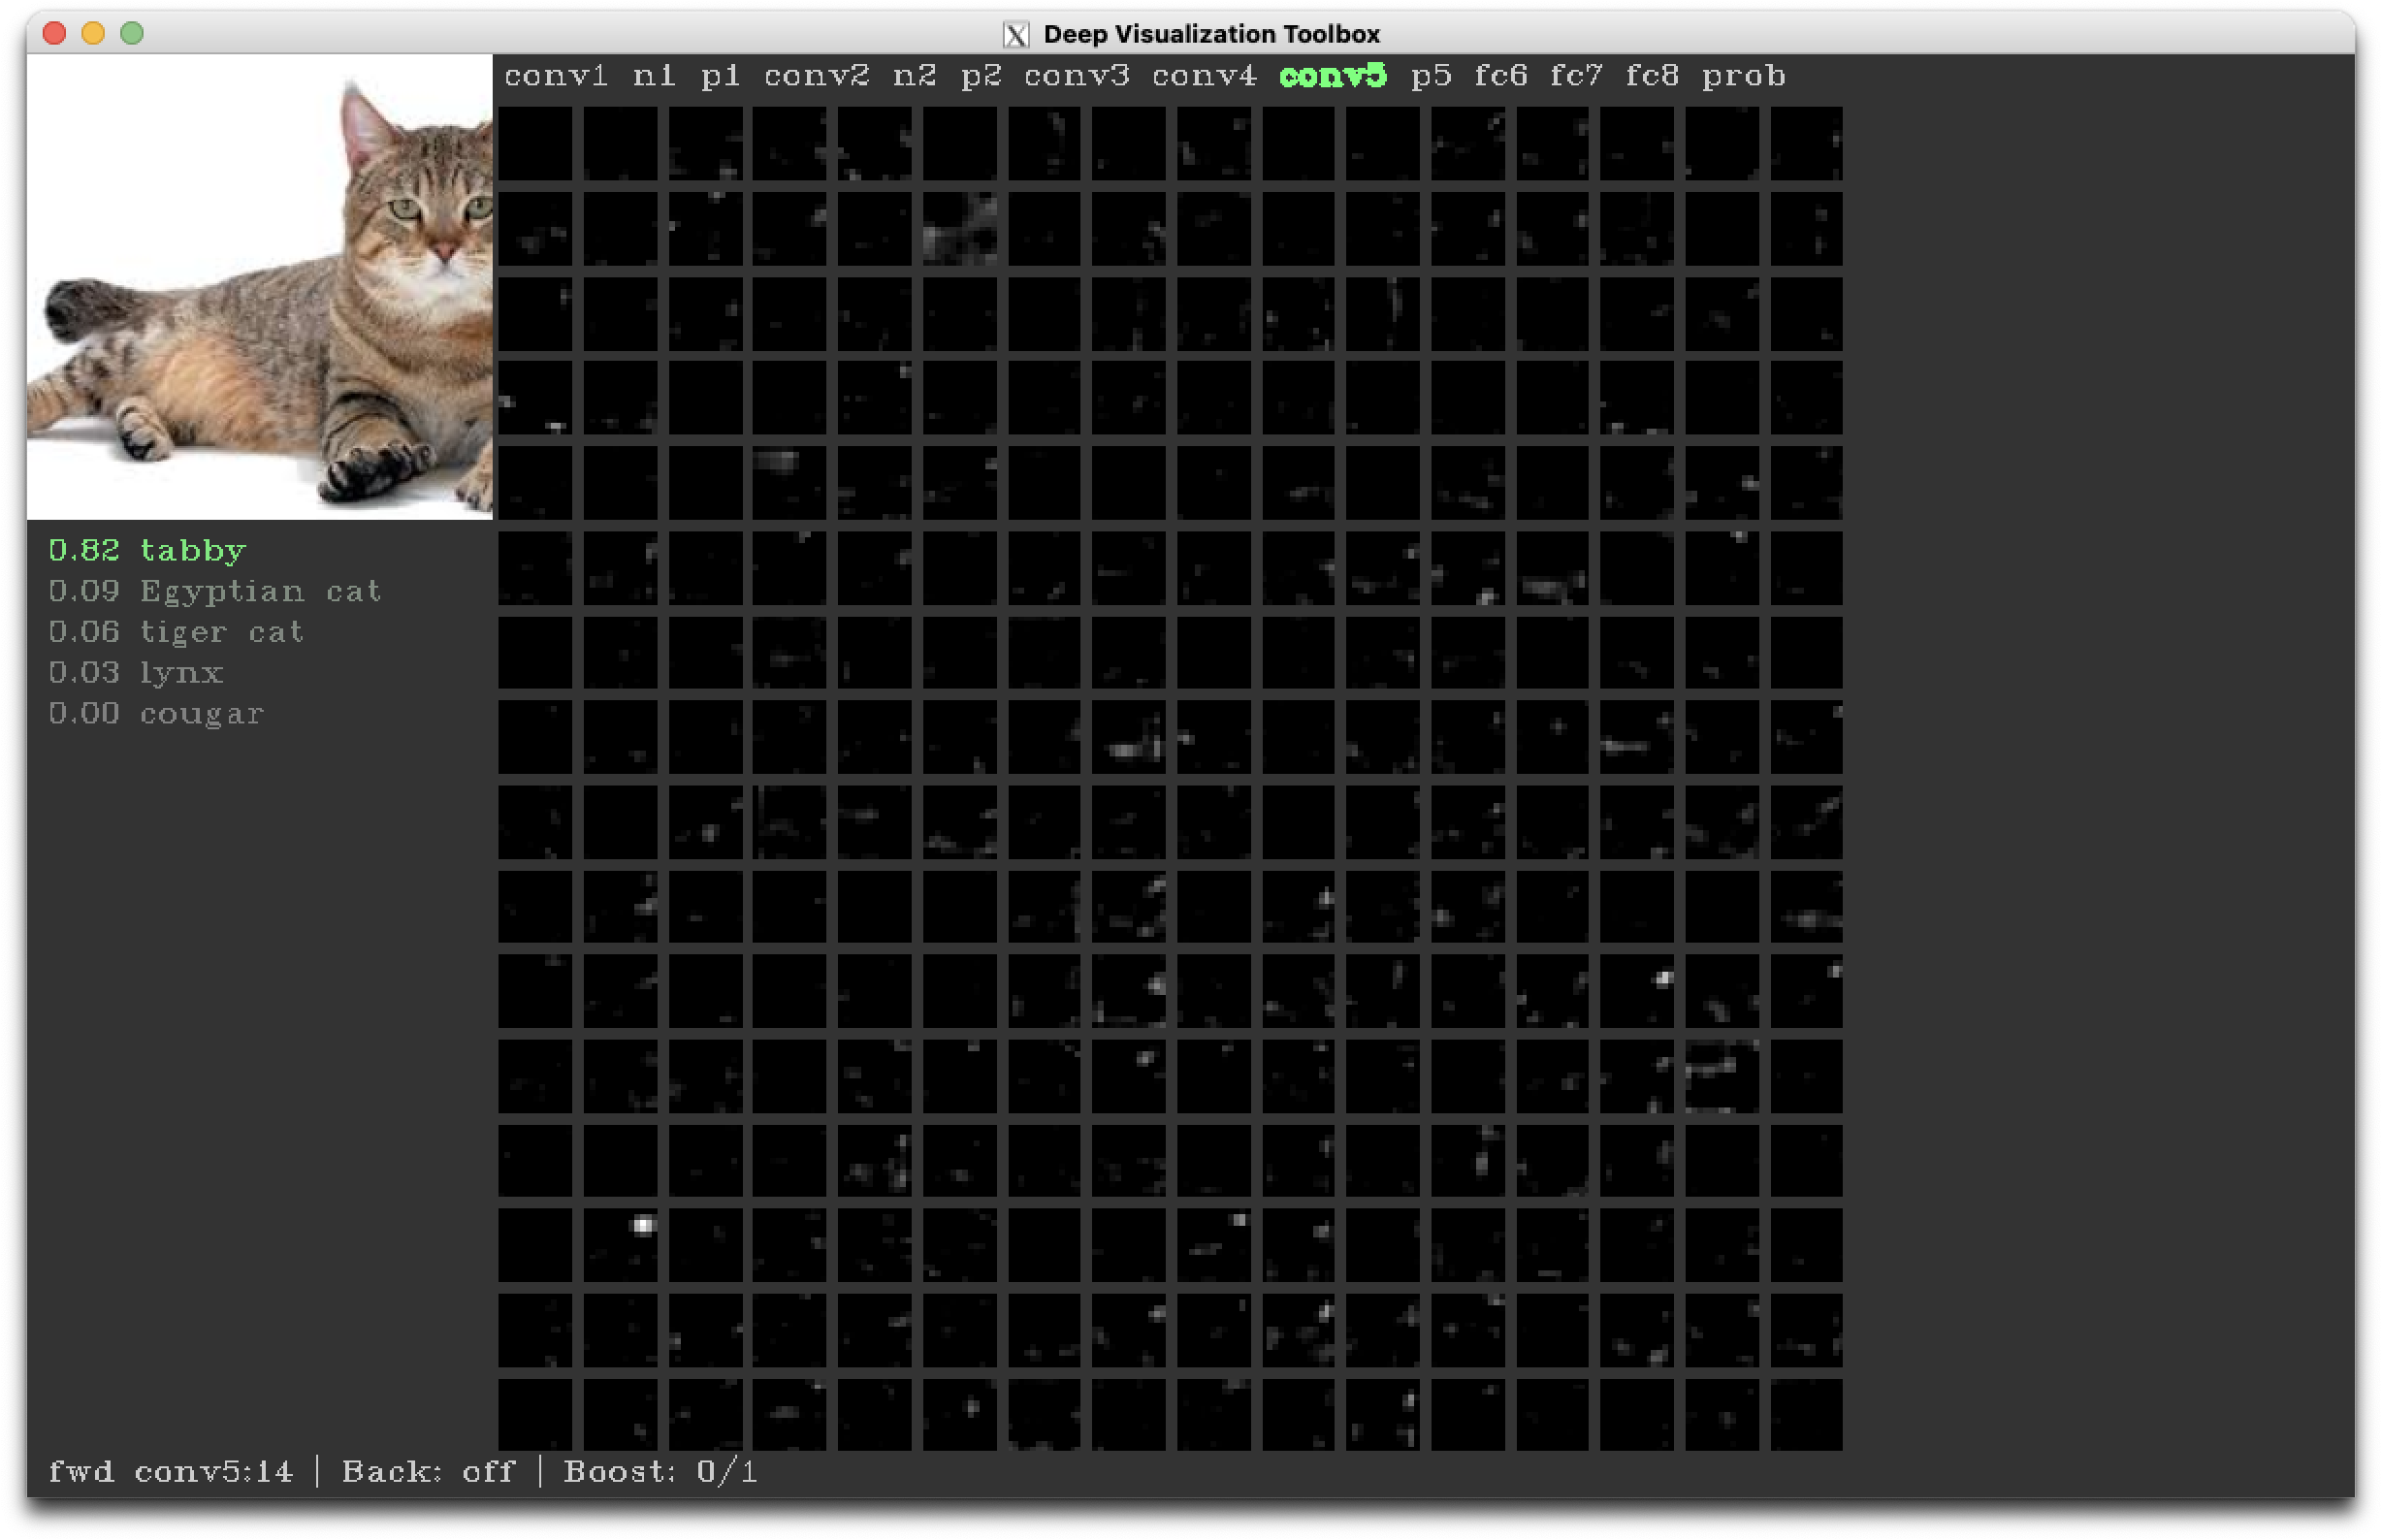 Deep Visualization Toolbox
conv1 n1 p1 conv2 n2 p2 conv3 conv4 conv5 p5 fc6 fc7 fc8 prob
0.82 tabby
0.09 Egyptian cat
0.06 tiger cat
0.03 lynx
0.00 cougar
fwd conv5:14 | Back: off | Boost: 0/1